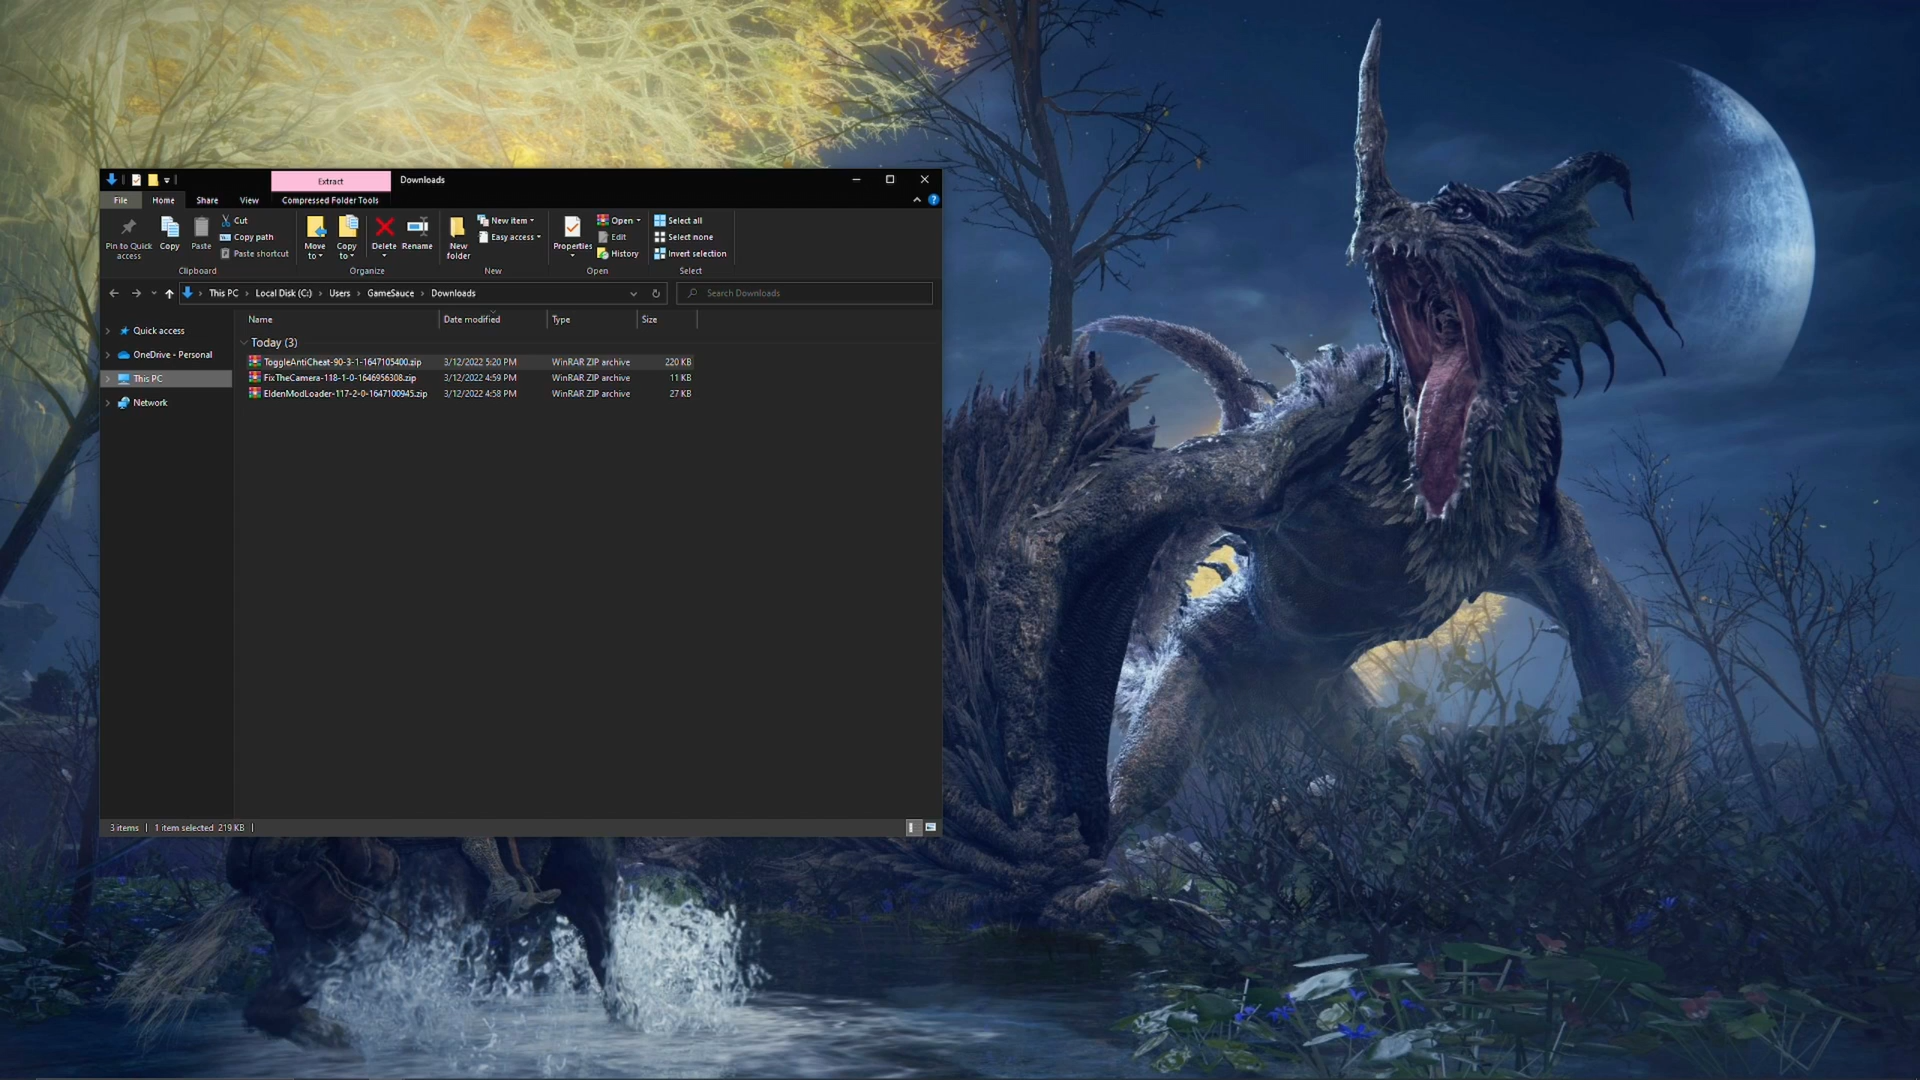 Extract
Downloads
File
Home
Share
View
Compressed Folder Tools
Pin to Quick access
Copy
Paste
Cut
Copy path
Paste shortcut
Move to
Copy to
Delete
Rename
New folder
New item
Easy access
Properties
Open
Edit
History
Select all
Select none
Invert selection
Clipboard
Organize
New
Open
Select
This PC > Local Disk (C:) > Users > GameSauce > Downloads
Search Downloads
Name
Date modified
Type
Size
Quick access
OneDrive - Personal
This PC
Network
Today (3)
ToggleAntiCheat-90-3-1-1647105400.zip 3/12/2022 5:20 PM WinRAR ZIP archive 220 KB
FixTheCamera-118-1-0-1646956308.zip 3/12/2022 4:59 PM WinRAR ZIP archive 11 KB
EldenModLoader-117-2-0-1647100945.zip 3/12/2022 4:58 PM WinRAR ZIP archive 27 KB
3 items | 1 item selected 219 KB |